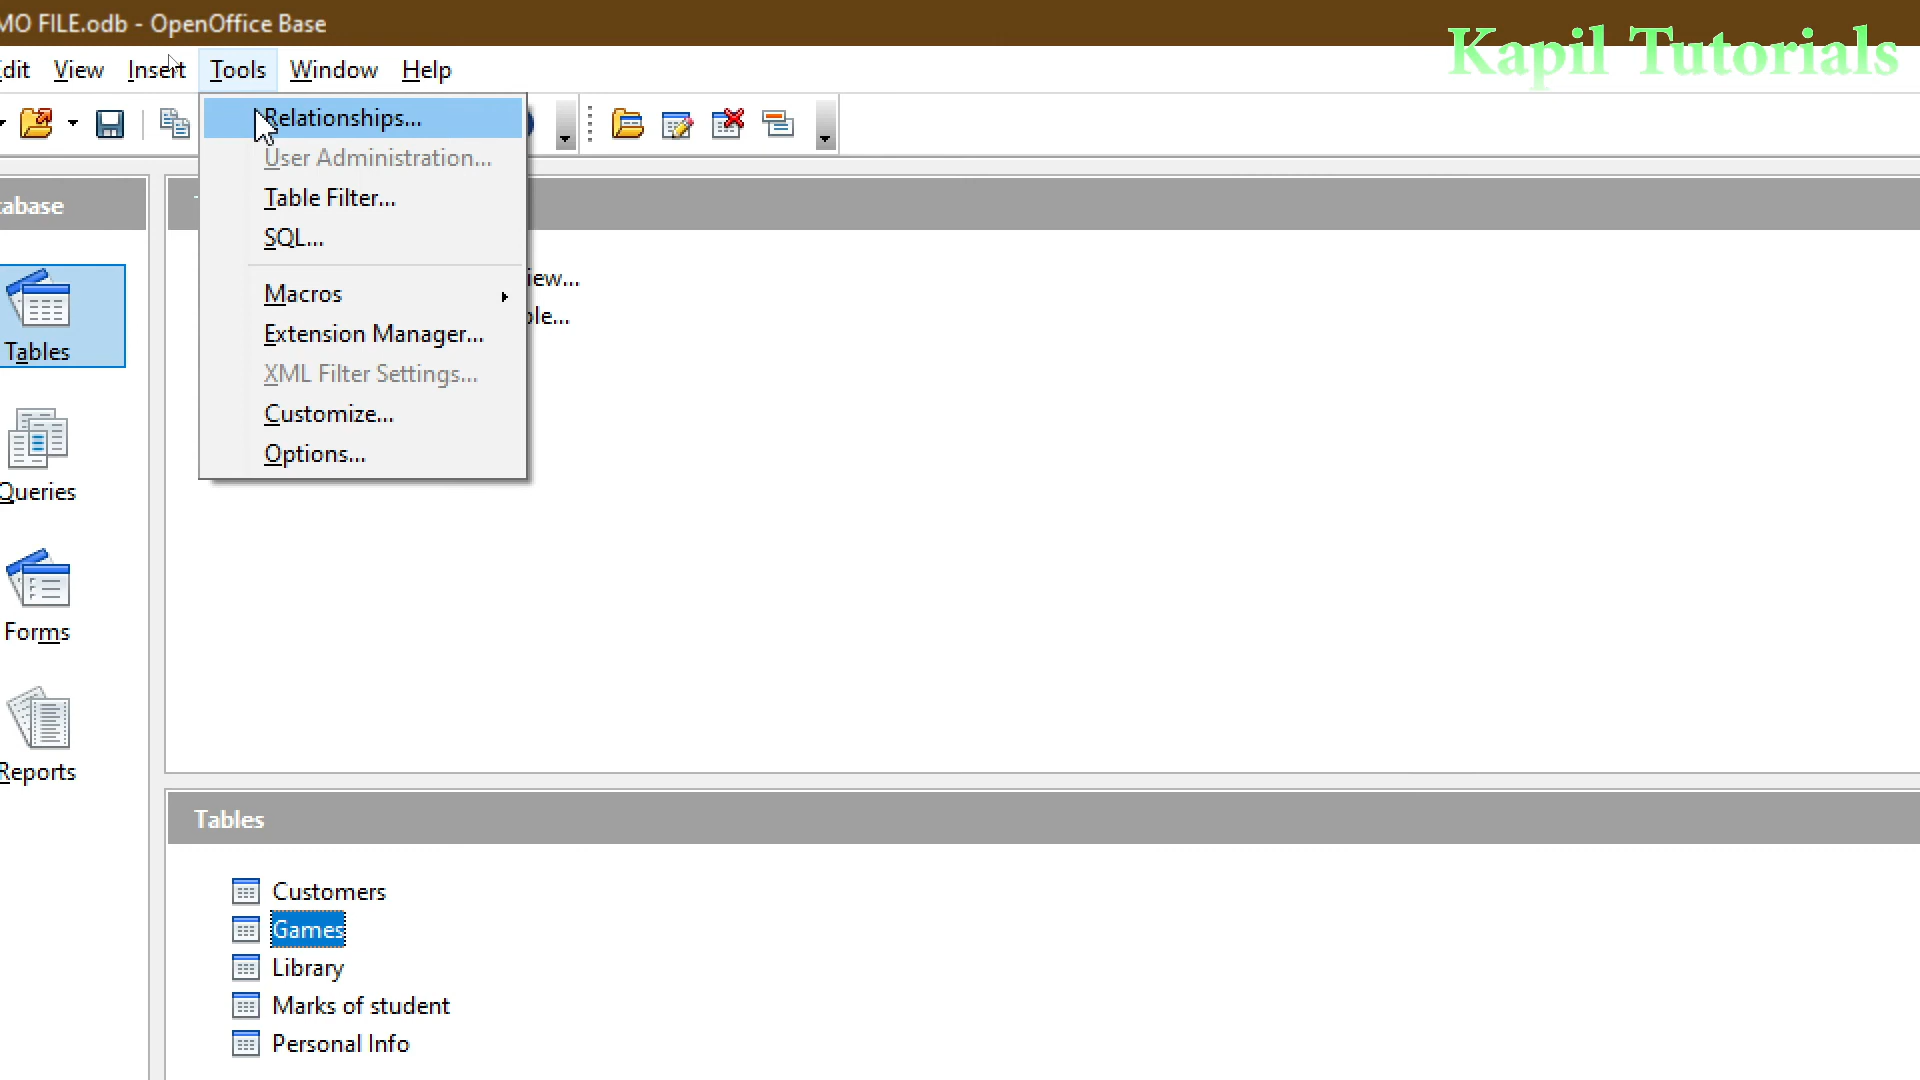 MO FILE.odb - OpenOffice Base
Kapil Tutorials
dit View Insert Tools Window Help
Relationships...
User Administration...
Table Filter...
SQL...
Macros
Extension Manager...
XML Filter Settings...
Customize...
Options...
iew...
ble...
abase
Tables
Queries
Forms
Reports
Tables
Customers
Games
Library
Marks of student
Personal Info